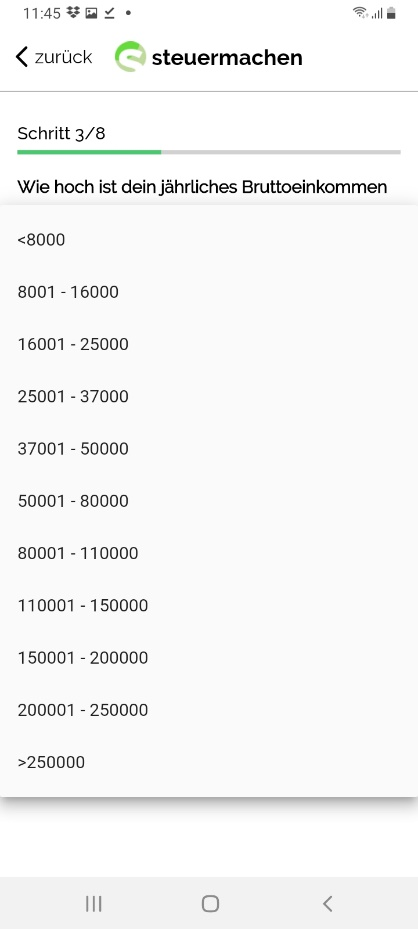 11:45
zurück
steuermachen
Schritt 3/8
Wie hoch ist dein jährliches Bruttoeinkommen
<8000
8001 - 16000
16001 - 25000
25001 - 37000
37001 - 50000
50001 - 80000
80001 - 110000
110001 - 150000
150001 - 200000
200001 - 250000
>250000